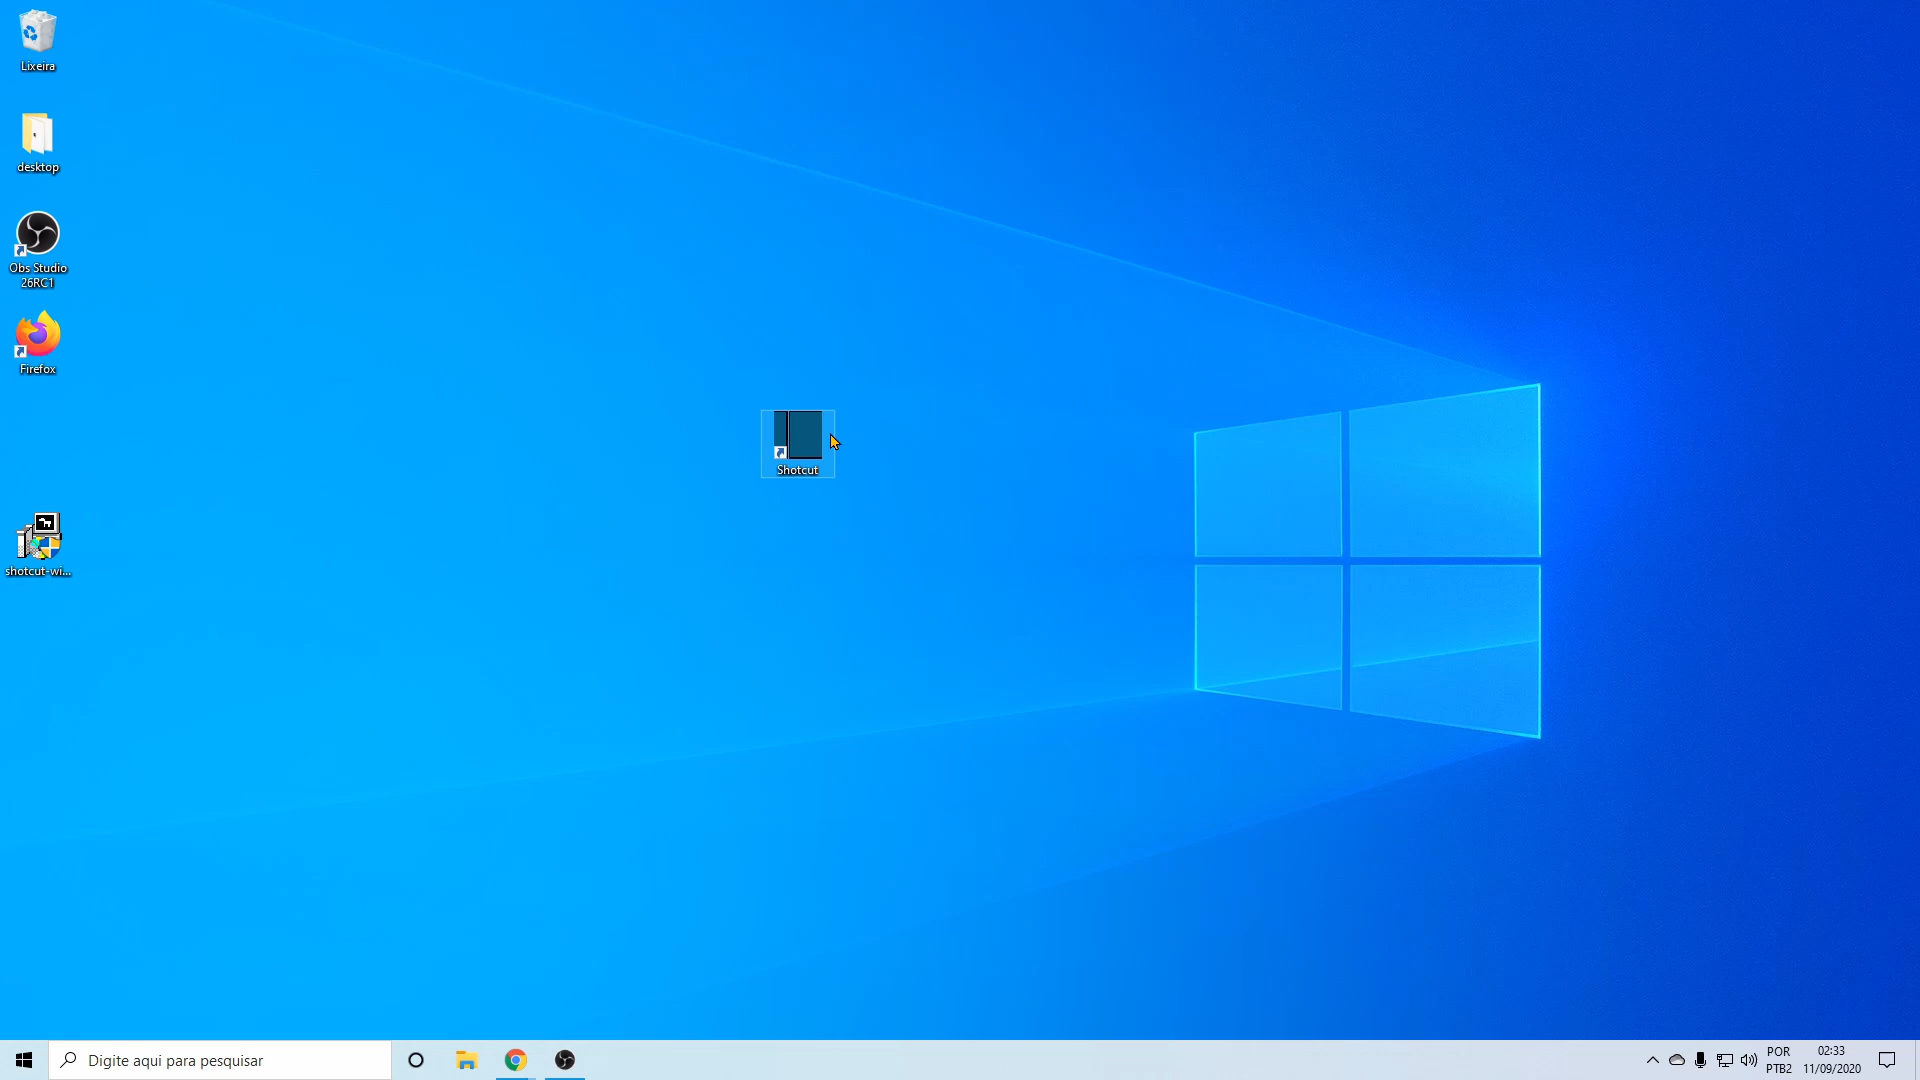 Lixeira
desktop
Obs Studio
26RC1
Firefox
Shotcut
shotcut-wi...
Digite aqui para pesquisar
POR
PTB2
02:33
11/09/2020